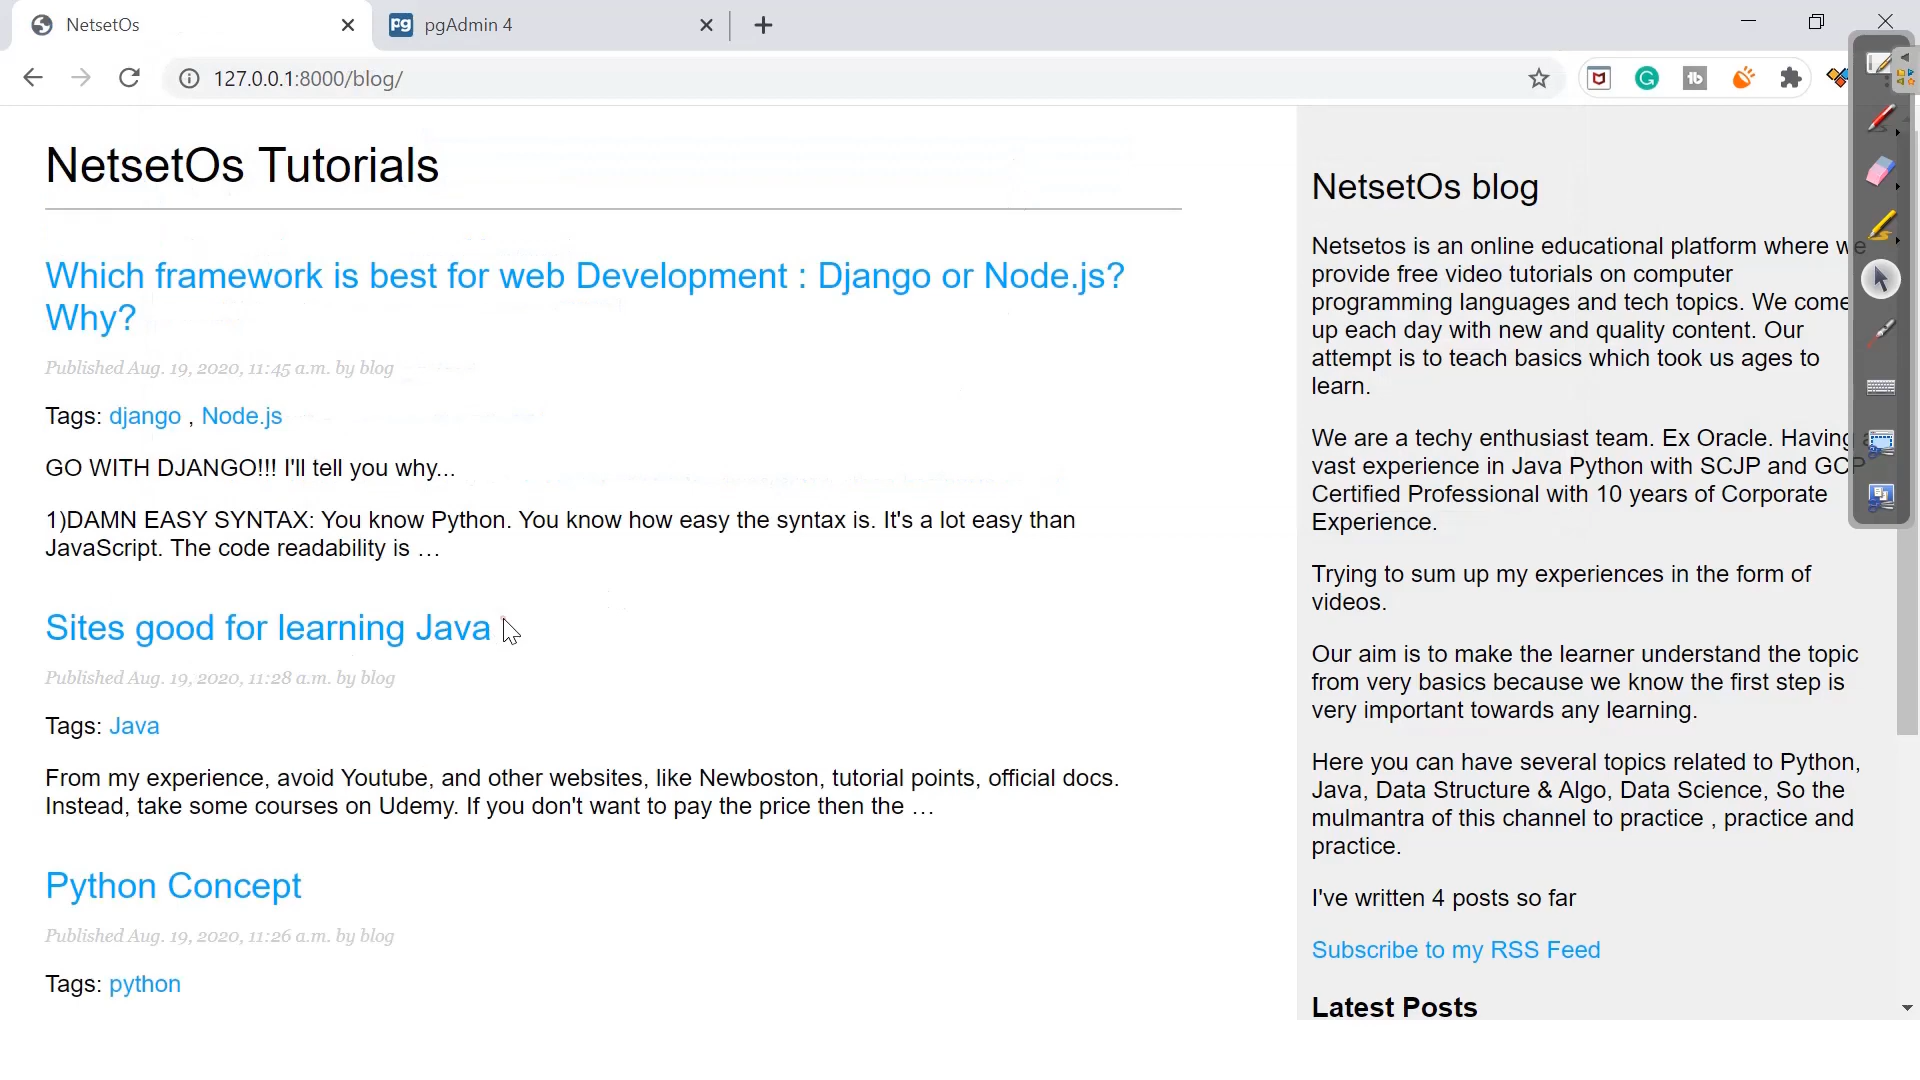 NetsetOs
pgAdmin 4
127.0.0.1:8000/blog/
NetsetOs Tutorials
Which framework is best for web Development : Django or Node.js?
Why?
Published Aug. 19, 2020, 11:45 a.m. by blog
Tags: django , Node.js
GO WITH DJANGO!!! I'll tell you why...
1)DAMN EASY SYNTAX: You know Python. You know how easy the syntax is. It's a lot easy than
JavaScript. The code readability is …
Sites good for learning Java
Published Aug. 19, 2020, 11:28 a.m. by blog
Tags: Java
From my experience, avoid Youtube, and other websites, like Newboston, tutorial points, official docs.
Instead, take some courses on Udemy. If you don't want to pay the price then the …
Python Concept
Published Aug. 19, 2020, 11:26 a.m. by blog
Tags: python
NetsetOs blog
Netsetos is an online educational platform where we
provide free video tutorials on computer
programming languages and tech topics. We come
up each day with new and quality content. Our
attempt is to teach basics which took us ages to
learn.
We are a techy enthusiast team. Ex Oracle. Having a
vast experience in Java Python with SCJP and GCP
Certified Professional with 10 years of Corporate
Experience.
Trying to sum up my experiences in the form of
videos.
Our aim is to make the learner understand the topic
from very basics because we know the first step is
very important towards any learning.
Here you can have several topics related to Python,
Java, Data Structure & Algo, Data Science, So the
mulmantra of this channel to practice , practice and
practice.
I've written 4 posts so far
Subscribe to my RSS Feed
Latest Posts